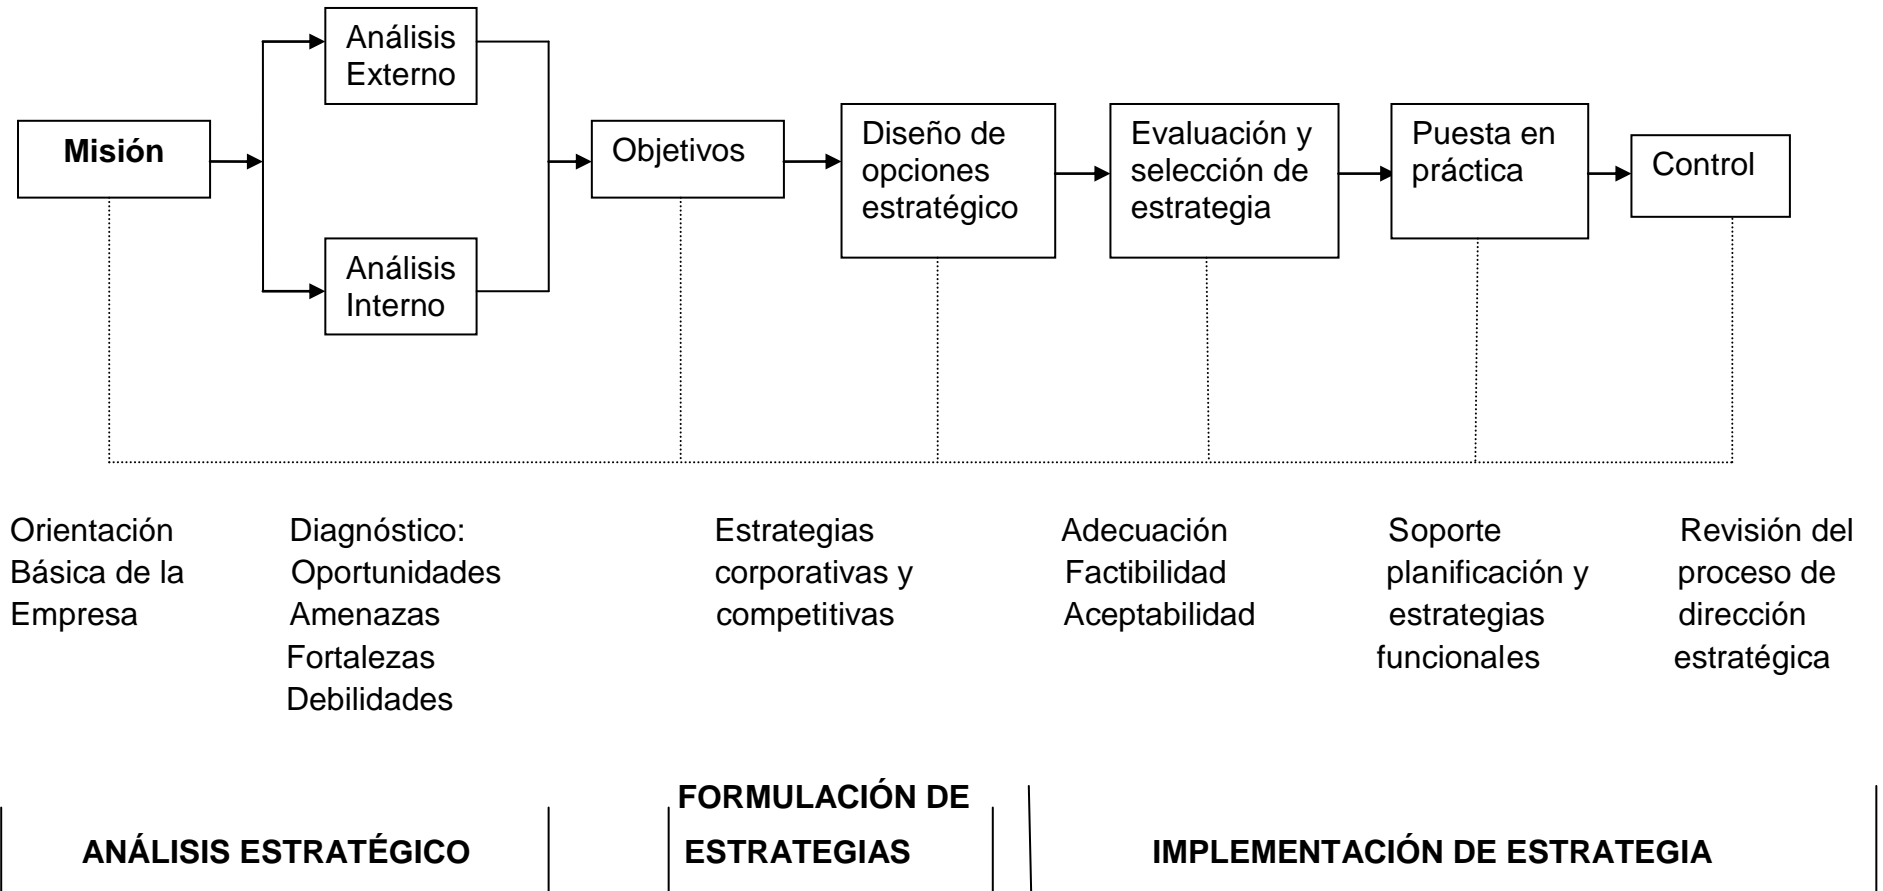 Análisis
Externo
Misión
Análisis
Interno
Objetivos
Diseño de
opciones
estratégico
Evaluación y
selección de
estrategia
Puesta en
práctica
Control
Orientación
Básica de la
Empresa
Diagnóstico:
Oportunidades
Amenazas
Fortalezas
Debilidades
Estrategias
corporativas y
competitivas
Adecuación
Factibilidad
Aceptabilidad
Soporte
planificación y
estrategias
funcionales
Revisión del
proceso de
dirección
estratégica
ANÁLISIS ESTRATÉGICO
FORMULACIÓN DE
ESTRATEGIAS
IMPLEMENTACIÓN DE ESTRATEGIA